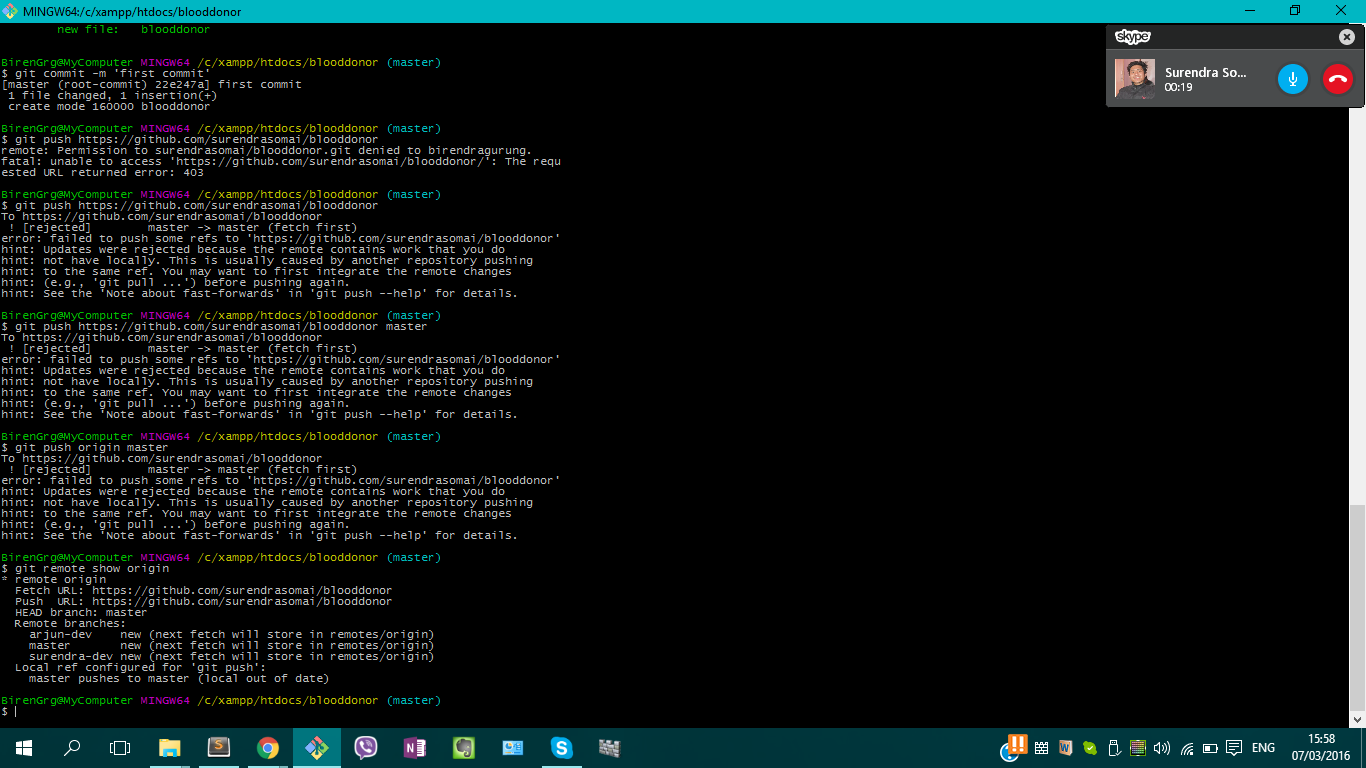 MINGW64:/c/xampp/htdocs/blooddonor
new file:   blooddonor
BirenGrg@MyComputer MINGW64 /c/xampp/htdocs/blooddonor (master)
$ git commit -m 'first commit'
[master (root-commit) 22e247a] first commit
1 file changed, 1 insertion(+)
create mode 160000 blooddonor
BirenGrg@MyComputer MINGW64 /c/xampp/htdocs/blooddonor (master)
$ git push https://github.com/surendrasomai/blooddonor
remote: Permission to surendrasomai/blooddonor.git denied to birendragurung.
fatal: unable to access 'https://github.com/surendrasomai/blooddonor/': The requ
ested URL returned error: 403
BirenGrg@MyComputer MINGW64 /c/xampp/htdocs/blooddonor (master)
$ git push https://github.com/surendrasomai/blooddonor
To https://github.com/surendrasomai/blooddonor
! [rejected]        master -> master (fetch first)
error: failed to push some refs to 'https://github.com/surendrasomai/blooddonor'
hint: Updates were rejected because the remote contains work that you do
hint: not have locally. This is usually caused by another repository pushing
hint: to the same ref. You may want to first integrate the remote changes
hint: (e.g., 'git pull ...') before pushing again.
hint: See the 'Note about fast-forwards' in 'git push --help' for details.
BirenGrg@MyComputer MINGW64 /c/xampp/htdocs/blooddonor (master)
$ git push https://github.com/surendrasomai/blooddonor master
To https://github.com/surendrasomai/blooddonor
! [rejected]        master -> master (fetch first)
error: failed to push some refs to 'https://github.com/surendrasomai/blooddonor'
hint: Updates were rejected because the remote contains work that you do
hint: not have locally. This is usually caused by another repository pushing
hint: to the same ref. You may want to first integrate the remote changes
hint: (e.g., 'git pull ...') before pushing again.
hint: See the 'Note about fast-forwards' in 'git push --help' for details.
BirenGrg@MyComputer MINGW64 /c/xampp/htdocs/blooddonor (master)
$ git push origin master
To https://github.com/surendrasomai/blooddonor
! [rejected]        master -> master (fetch first)
error: failed to push some refs to 'https://github.com/surendrasomai/blooddonor'
hint: Updates were rejected because the remote contains work that you do
hint: not have locally. This is usually caused by another repository pushing
hint: to the same ref. You may want to first integrate the remote changes
hint: (e.g., 'git pull ...') before pushing again.
hint: See the 'Note about fast-forwards' in 'git push --help' for details.
BirenGrg@MyComputer MINGW64 /c/xampp/htdocs/blooddonor (master)
$ git remote show origin
* remote origin
Fetch URL: https://github.com/surendrasomai/blooddonor
Push  URL: https://github.com/surendrasomai/blooddonor
HEAD branch: master
Remote branches:
arjun-dev    new (next fetch will store in remotes/origin)
master       new (next fetch will store in remotes/origin)
surendra-dev new (next fetch will store in remotes/origin)
Local ref configured for 'git push':
master pushes to master (local out of date)
BirenGrg@MyComputer MINGW64 /c/xampp/htdocs/blooddonor (master)
$
skype
Surendra So...
00:19
ENG
15:58
07/03/2016